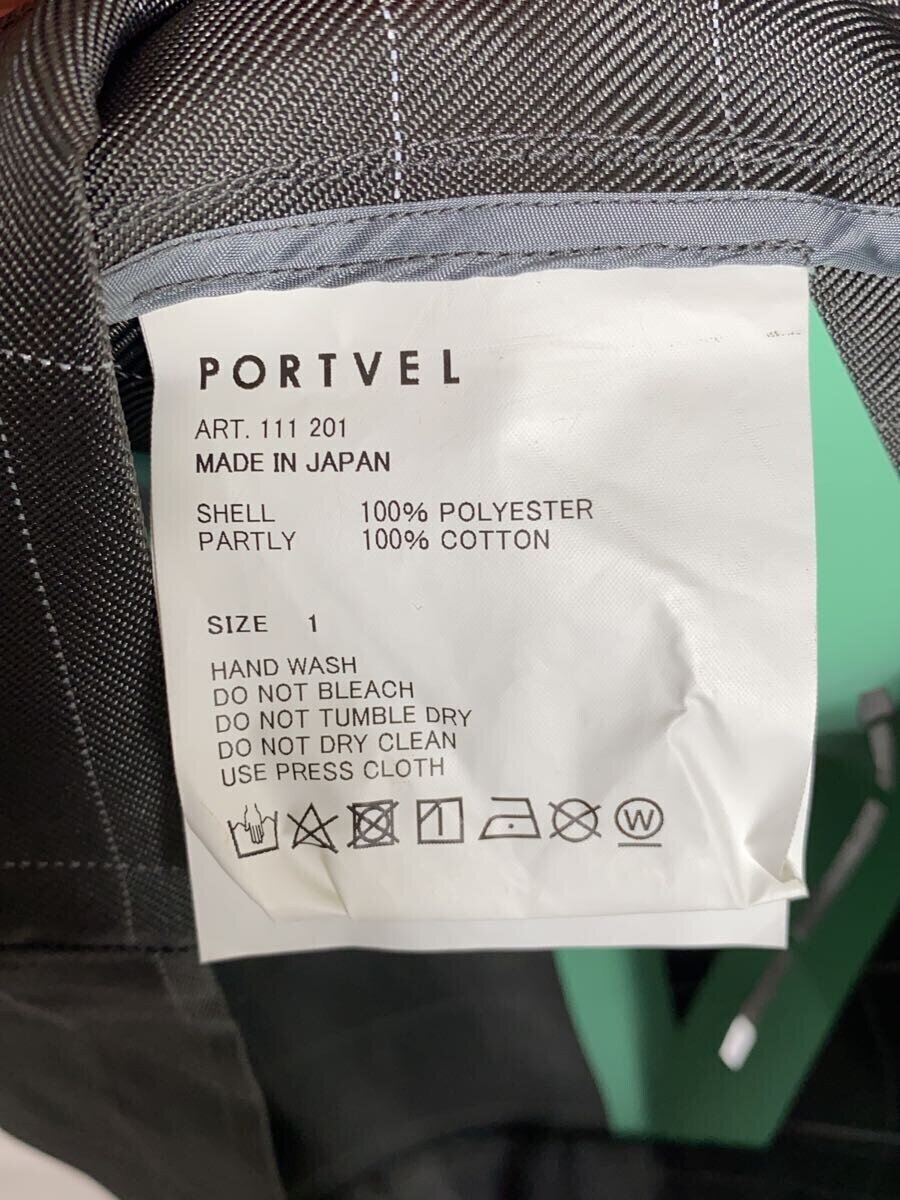 PORTVEL
ART. 111 201
MADE IN JAPAN
SHELL 100% POLYESTER
PARTLY 100% COTTON
SIZE 1
HAND WASH
DO NOT BLEACH
DO NOT TUMBLE DRY
DO NOT DRY CLEAN
USE PRESS CLOTH
W